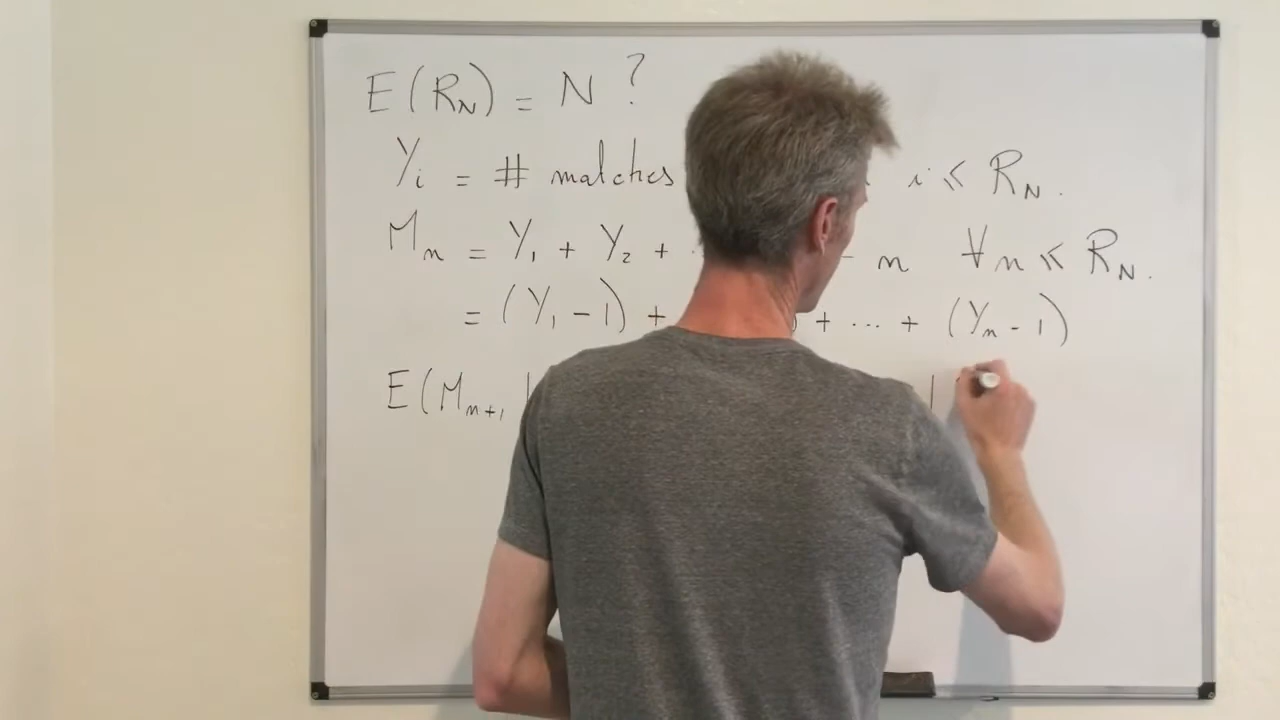 E(R_N) = N ?
Y_i = # matches i ≤ R_N .
M_n = Y_1 + Y_2 + · - n ∀n ≤ R_N .
= (Y_1 - 1) + ) + ... + (Y_n - 1)
E(M_{n+1} | |